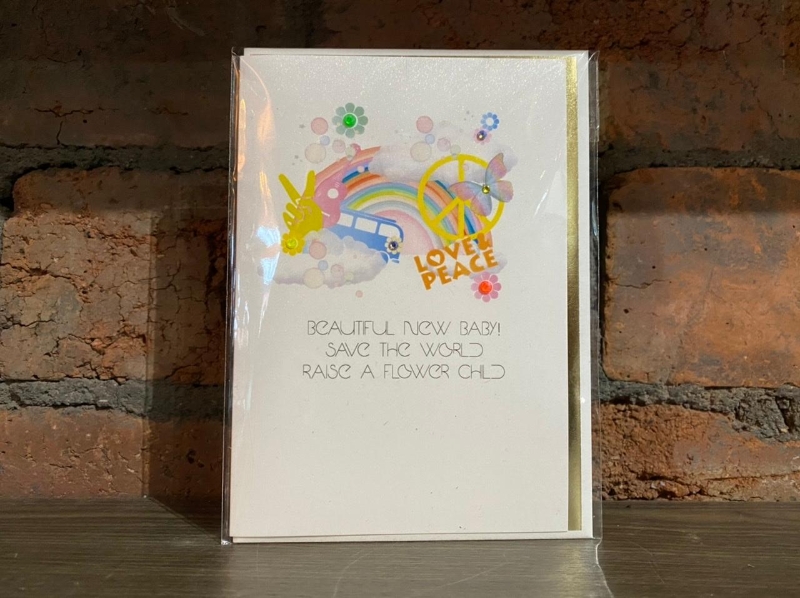 LOVE N
PEACE
BEAUTIFUL NEW BABY!
SAVE THE WORLD
RAISE A FLOWER CHILD